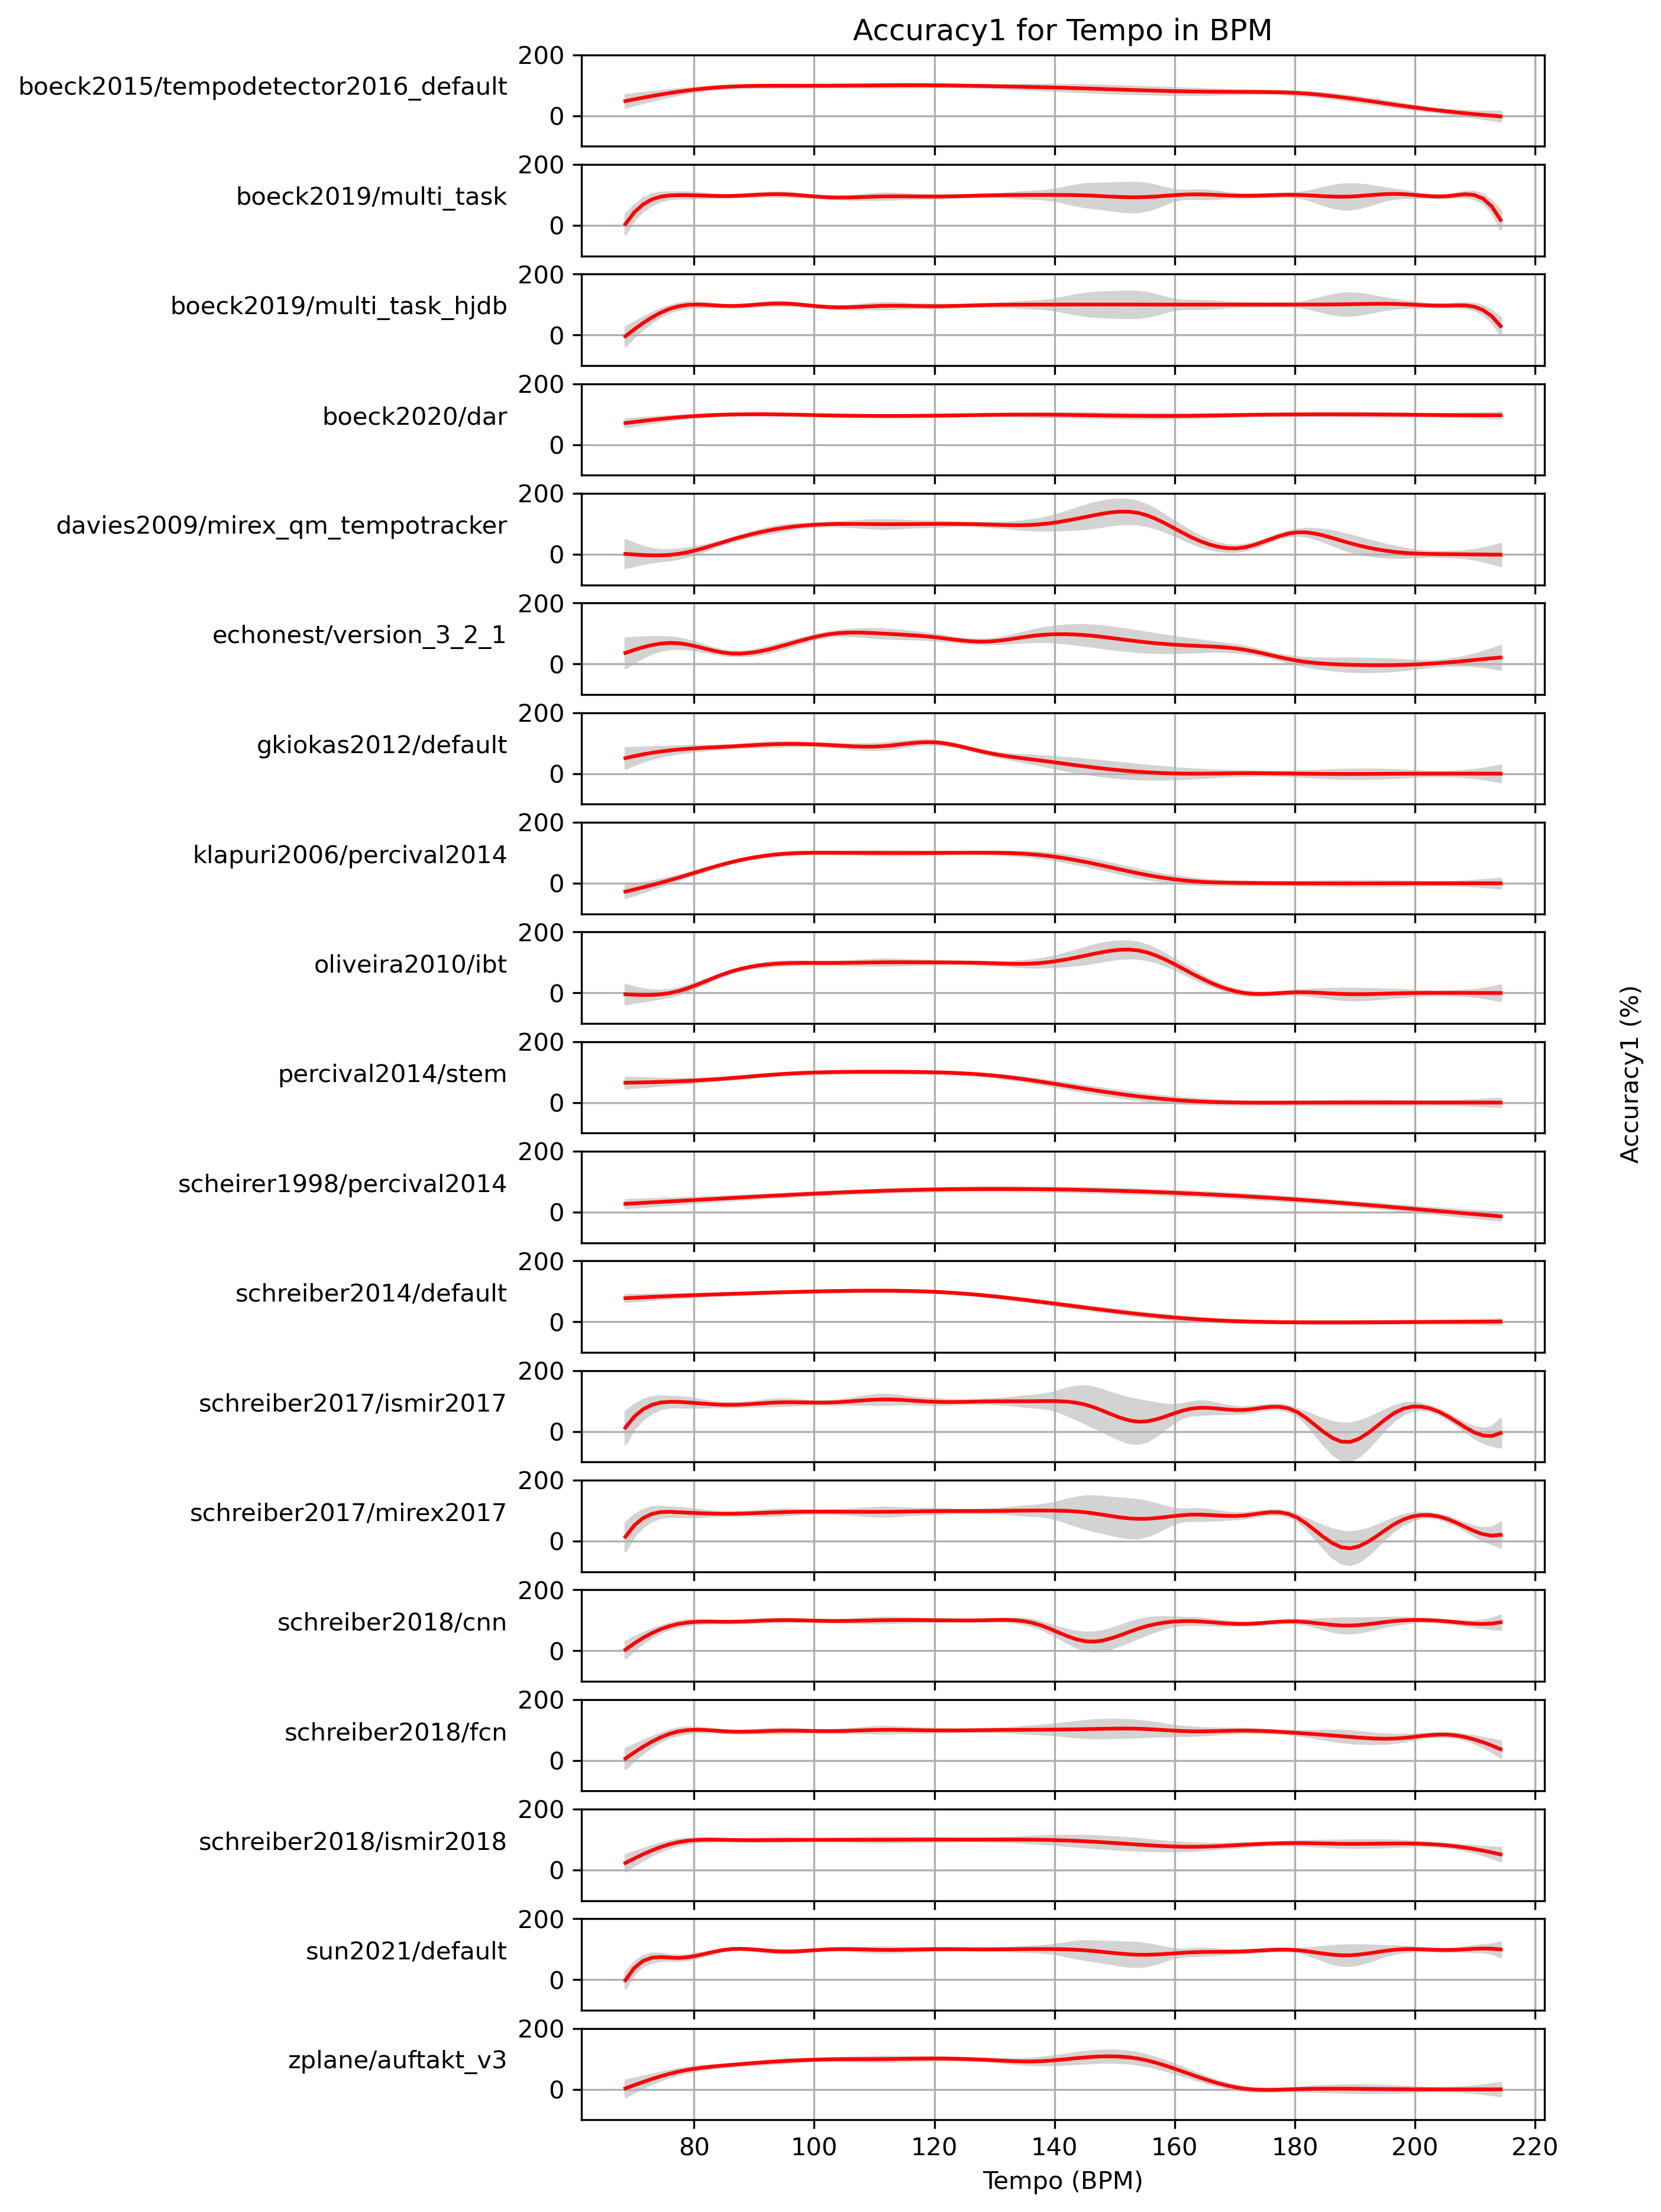 Accuracy1 for Tempo in BPM
200
boeck2015/tempodetector2016_default
0
200
boeck2019/multi_task
0
200
boeck2019/multi_task_hjdb
0
200
boeck2020/dar
0
200
davies2009/mirex_qm_tempotracker
0
200
echonest/version_3_2_1
0
200
gkiokas2012/default
0
200
klapuri2006/percival2014
0
200
oliveira2010/ibt
0
Accuracy1 (%)
200
percival2014/stem
0
200
scheirer1998/percival2014
0
200
schreiber2014/default
0
200
schreiber2017/ismir2017
0
200
schreiber2017/mirex2017
0
200
schreiber2018/cnn
0
200
schreiber2018/fcn
0
200
schreiber2018/ismir2018
0
200
sun2021/default
0
200
zplane/auftakt_v3
0
80 100 120 140 160 180 200 220
Tempo (BPM)